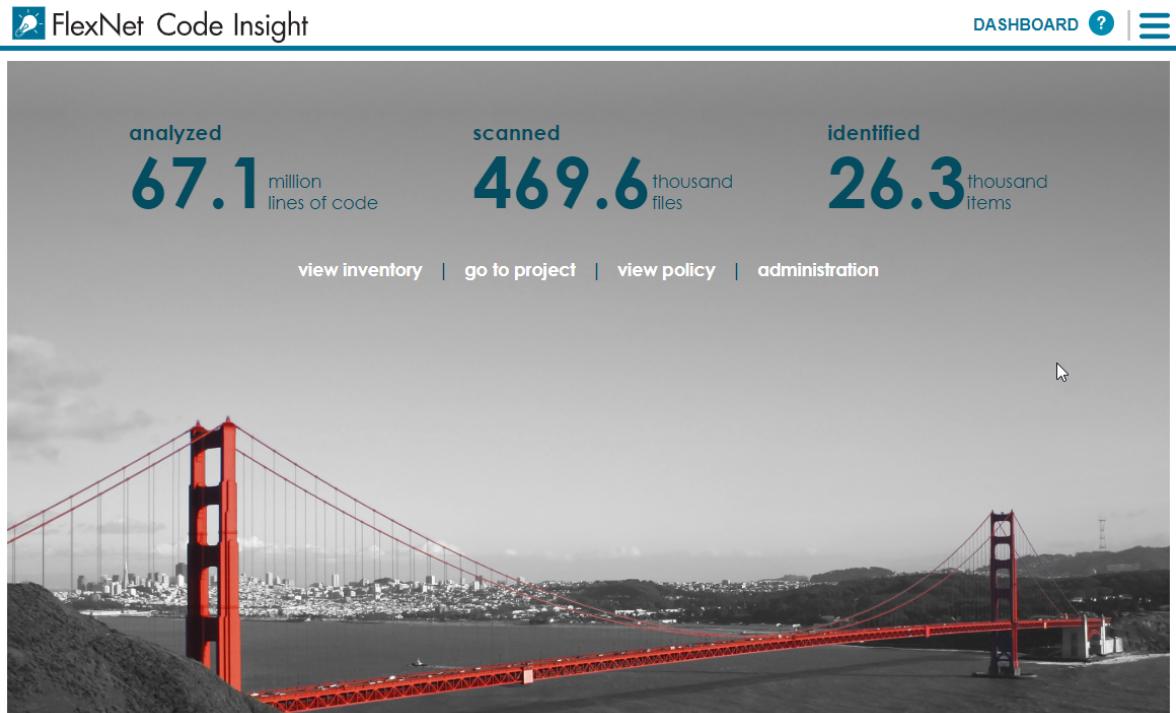 FlexNet Code Insight
DASHBOARD ?
analyzed
67.1 million
lines of code
scanned
469.6 thousand
files
identified
26.3 thousand
items
view inventory | go to project | view policy | administration